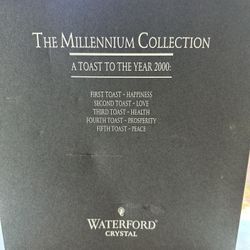 THE MILLENNIUM COLLECTION
A TOAST TO THE YEAR 2000:
FIRST TOAST - HAPPINESS
SECOND TOAST - LOVE
THIRD TOAST - HEALTH
FOURTH TOAST - PROSPERITY
FIFTH TOAST - PEACE
WATERFORD®
CRYSTAL